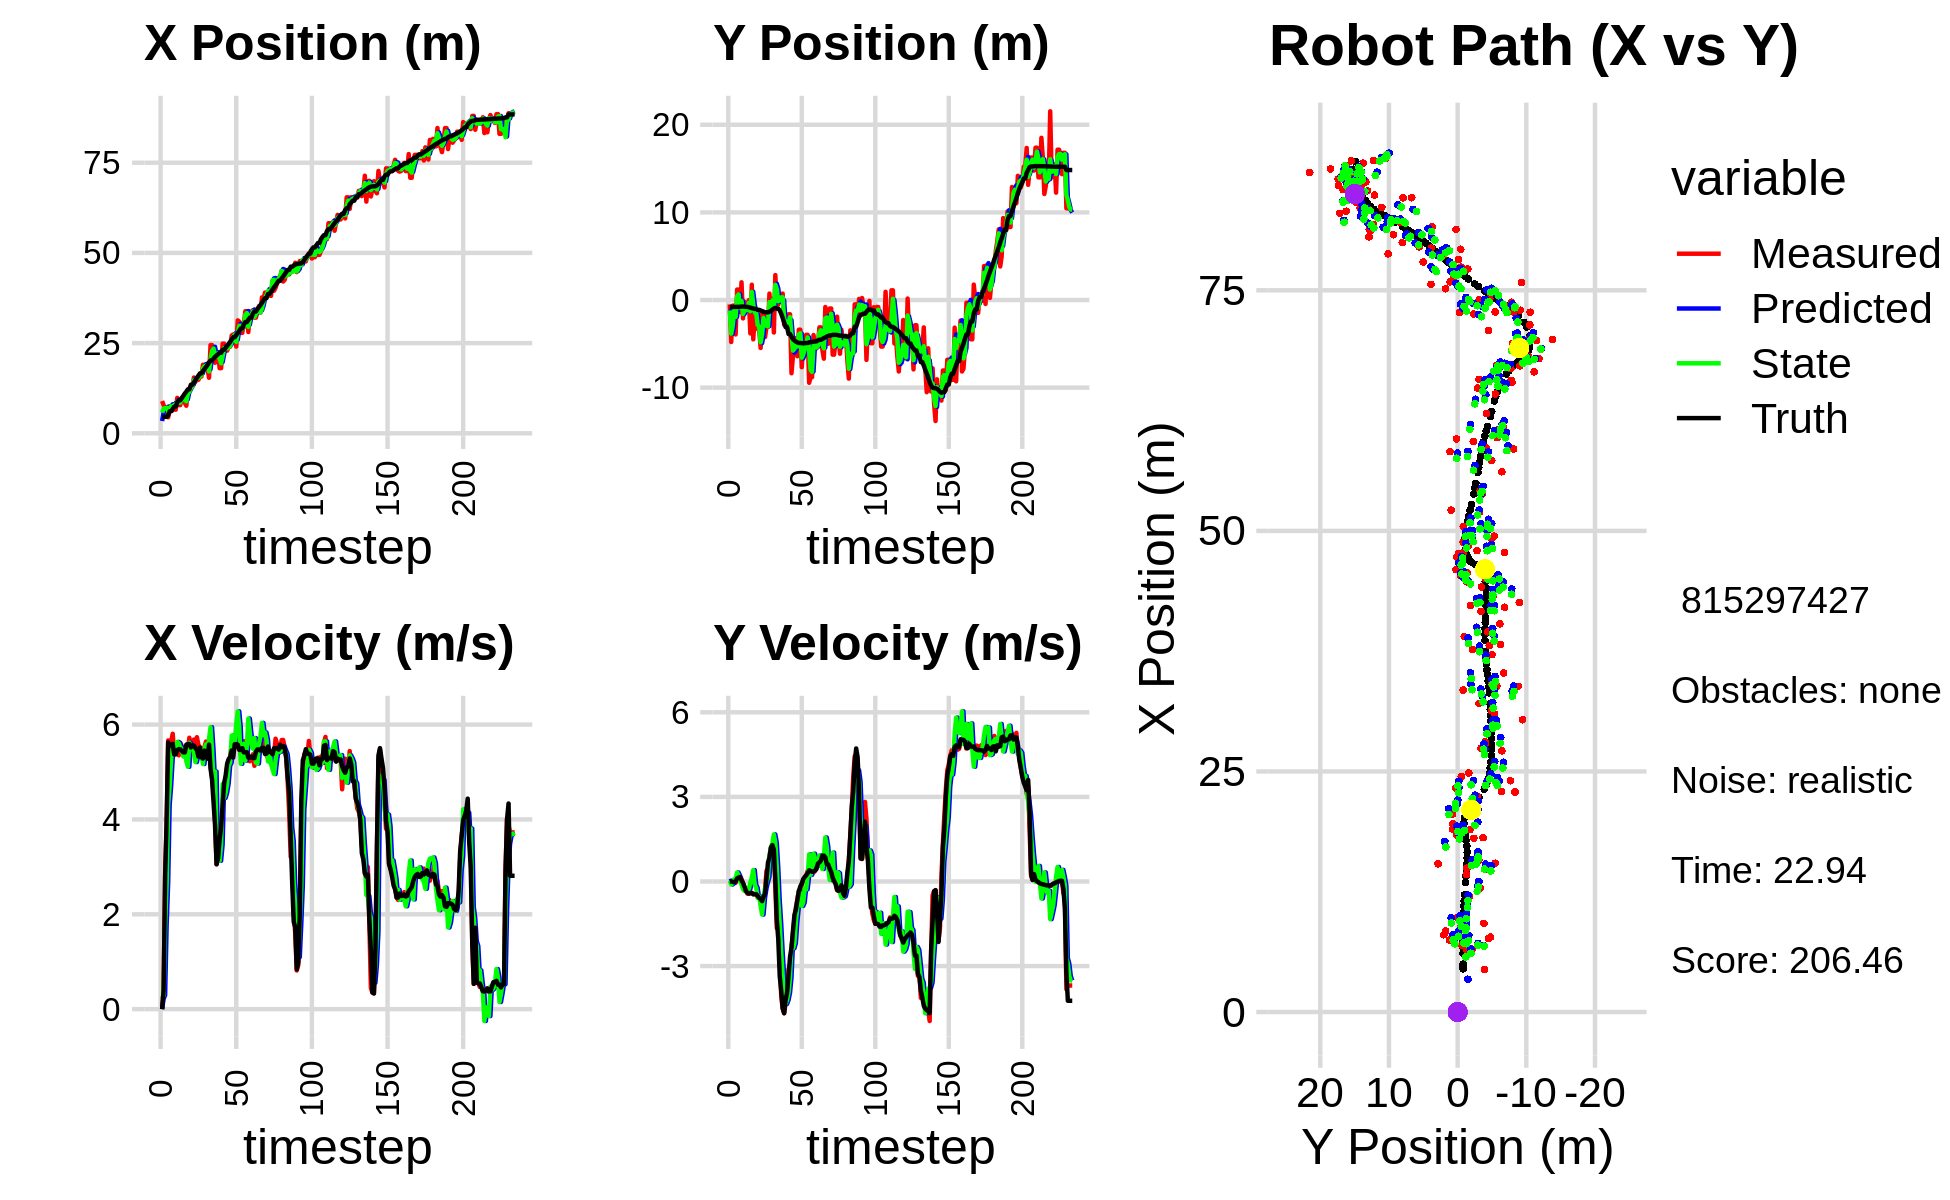 X Position (m)
75
50
25
0
0
50
100
150
200
timestep
Y Position (m)
20
10
0
-10
0
50
100
150
200
timestep
X Velocity (m/s)
6
4
2
0
0
50
100
150
200
timestep
Y Velocity (m/s)
6
3
0
-3
0
50
100
150
200
timestep
Robot Path (X vs Y)
X Position (m)
75
50
25
0
20 10 0 -10 -20
Y Position (m)
variable
Measured
Predicted
State
Truth
815297427
Obstacles: none
Noise: realistic
Time: 22.94
Score: 206.46